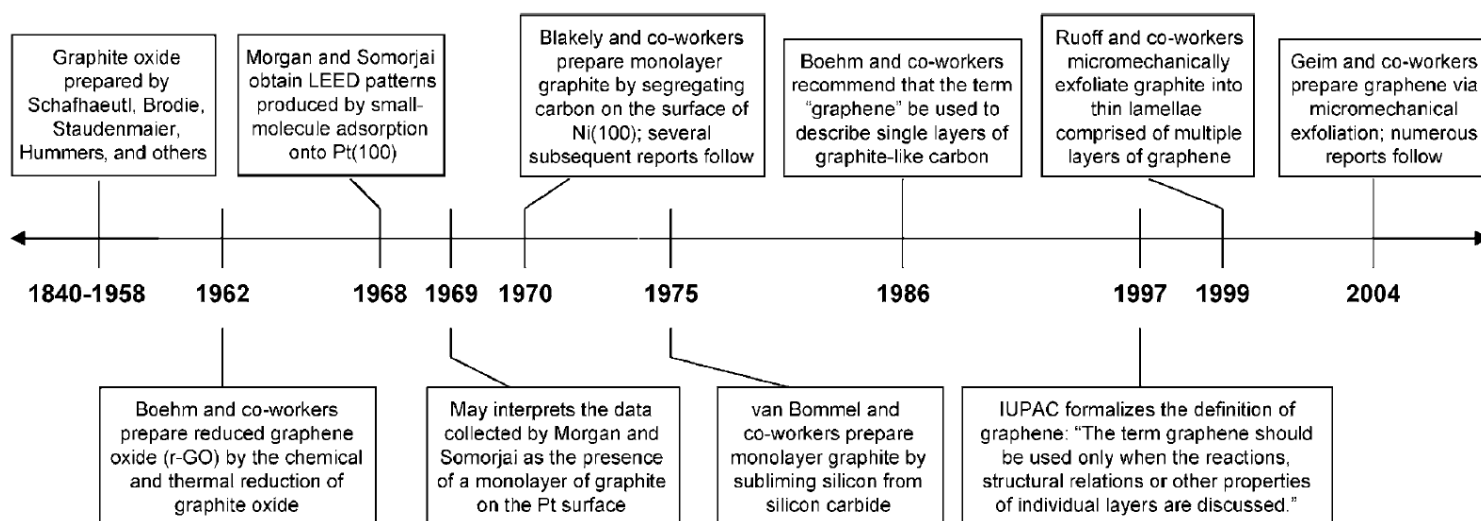 Graphite oxide
prepared by
Schafhaeutl, Brodie,
Staudenmaier,
Hummers, and others
Morgan and Somorjai
obtain LEED patterns
produced by small-
molecule adsorption
onto Pt(100)
Blakely and co-workers
prepare monolayer
graphite by segregating
carbon on the surface of
Ni(100); several
subsequent reports follow
Boehm and co-workers
recommend that the term
“graphene” be used to
describe single layers of
graphite-like carbon
Ruoff and co-workers
micromechanically
exfoliate graphite into
thin lamellae
comprised of multiple
layers of graphene
Geim and co-workers
prepare graphene via
micromechanical
exfoliation; numerous
reports follow
1840-1958 1962 1968 1969 1970 1975 1986 1997 1999 2004
Boehm and co-workers
prepare reduced graphene
oxide (r-GO) by the chemical
and thermal reduction of
graphite oxide
May interprets the data
collected by Morgan and
Somorjai as the presence
of a monolayer of graphite
on the Pt surface
van Bommel and
co-workers prepare
monolayer graphite by
subliming silicon from
silicon carbide
IUPAC formalizes the definition of
graphene: “The term graphene should
be used only when the reactions,
structural relations or other properties
of individual layers are discussed.”